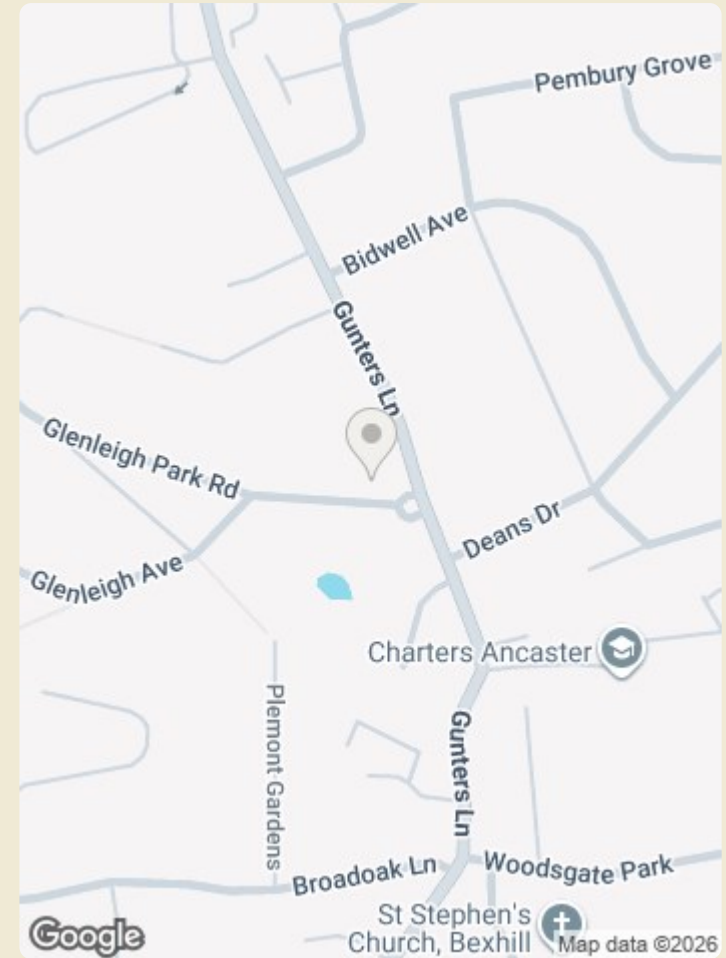 Pembury Grove
Bidwell Ave
Gunters Ln
Glenleigh Park Rd
Deans Dr
Glenleigh Ave
Charters Ancaster
Plemont Gardens
Gunters Ln
Broadoak Ln
Woodsgate Park
St Stephen's
Church, Bexhill
Google
Map data ©2026